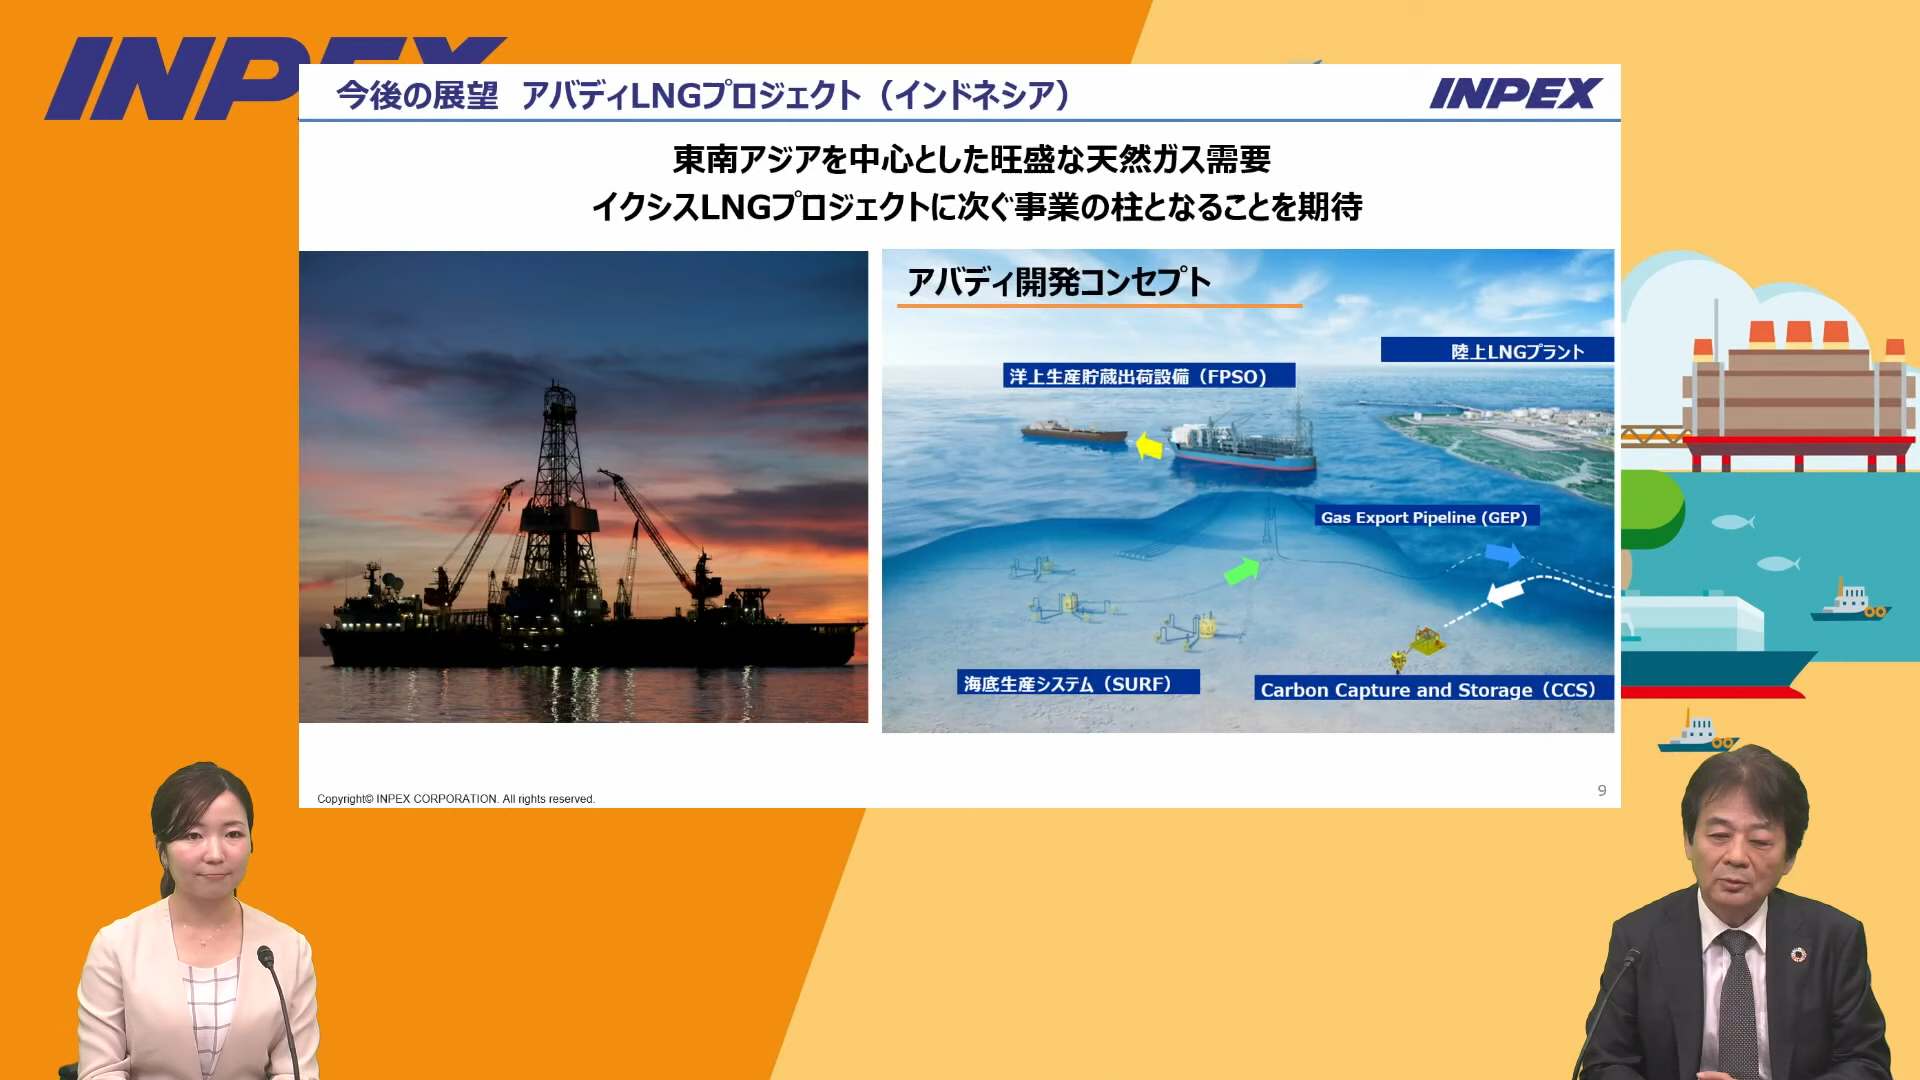 INPEX
今後の展望 アバディLNGプロジェクト（インドネシア）
INPEX
東南アジアを中心とした旺盛な天然ガス需要
イクシスLNGプロジェクトに次ぐ事業の柱となることを期待
アバディ開発コンセプト
陸上LNGプラント
洋上生産貯蔵出荷設備（FPSO）
Gas Export Pipeline (GEP)
海底生産システム（SURF）
Carbon Capture and Storage（CCS）
Copyright© INPEX CORPORATION. All rights reserved.
9